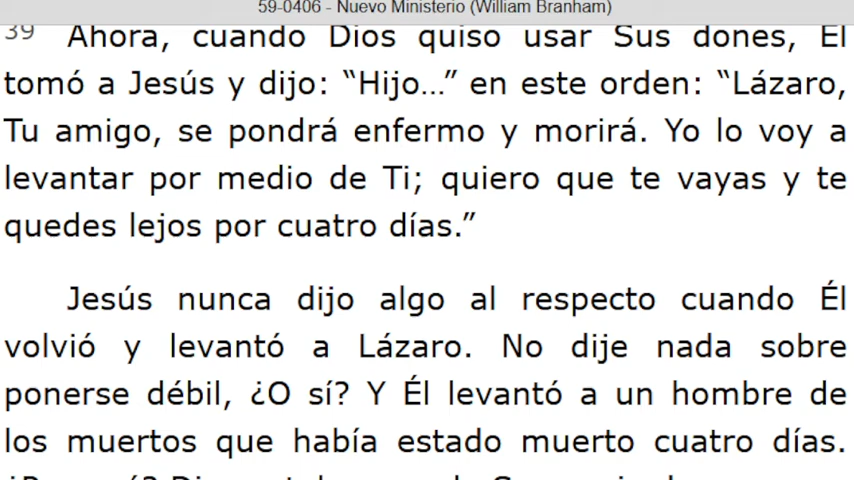 59-0406 - Nuevo Ministerio (William Branham)
39 Ahora, cuando Dios quiso usar Sus dones, Él
tomó a Jesús y dijo: “Hijo…” en este orden: “Lázaro,
Tu amigo, se pondrá enfermo y morirá. Yo lo voy a
levantar por medio de Ti; quiero que te vayas y te
quedes lejos por cuatro días.”
Jesús nunca dijo algo al respecto cuando Él
volvió y levantó a Lázaro. No dije nada sobre
ponerse débil, ¿O sí? Y Él levantó a un hombre de
los muertos que había estado muerto cuatro días.